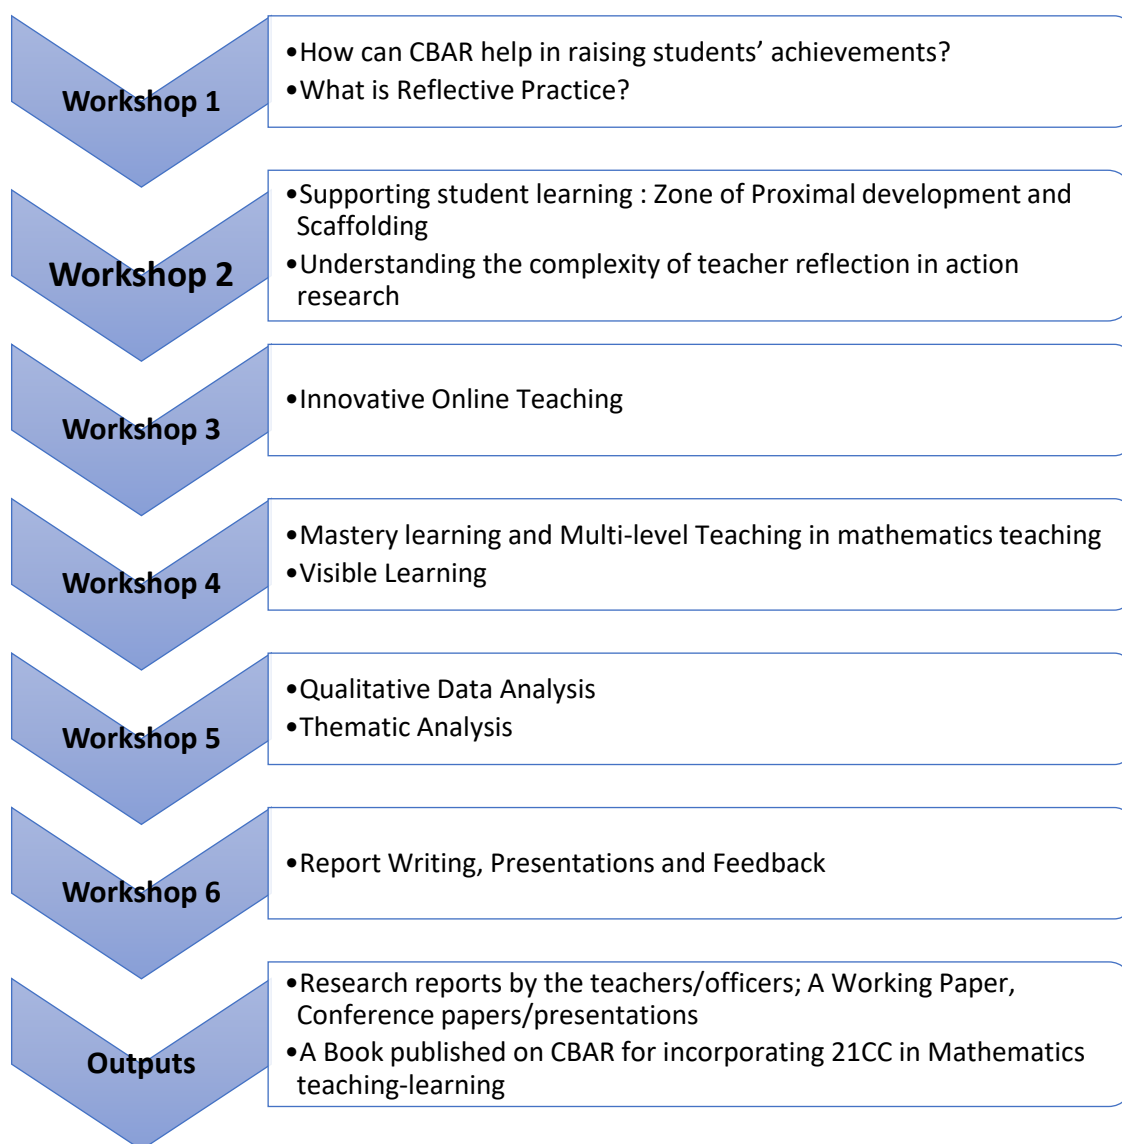 Workshop 1
•How can CBAR help in raising students’ achievements?
•What is Reflective Practice?
Workshop 2
•Supporting student learning : Zone of Proximal development and
Scaffolding
•Understanding the complexity of teacher reflection in action
research
Workshop 3
•Innovative Online Teaching
Workshop 4
•Mastery learning and Multi-level Teaching in mathematics teaching
•Visible Learning
Workshop 5
•Qualitative Data Analysis
•Thematic Analysis
Workshop 6
•Report Writing, Presentations and Feedback
Outputs
•Research reports by the teachers/officers; A Working Paper,
Conference papers/presentations
•A Book published on CBAR for incorporating 21CC in Mathematics
teaching-learning